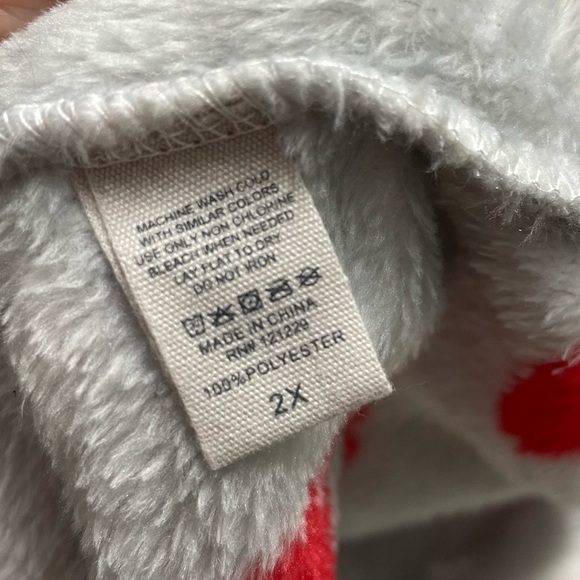 MACHINE WASH COLD
WITH SIMILAR COLORS
USE ONLY NON CHLORINE
BLEACH WHEN NEEDED
LAY FLAT TO DRY
DO NOT IRON
MADE IN CHINA
RN# 121229
100%POLYESTER
2X